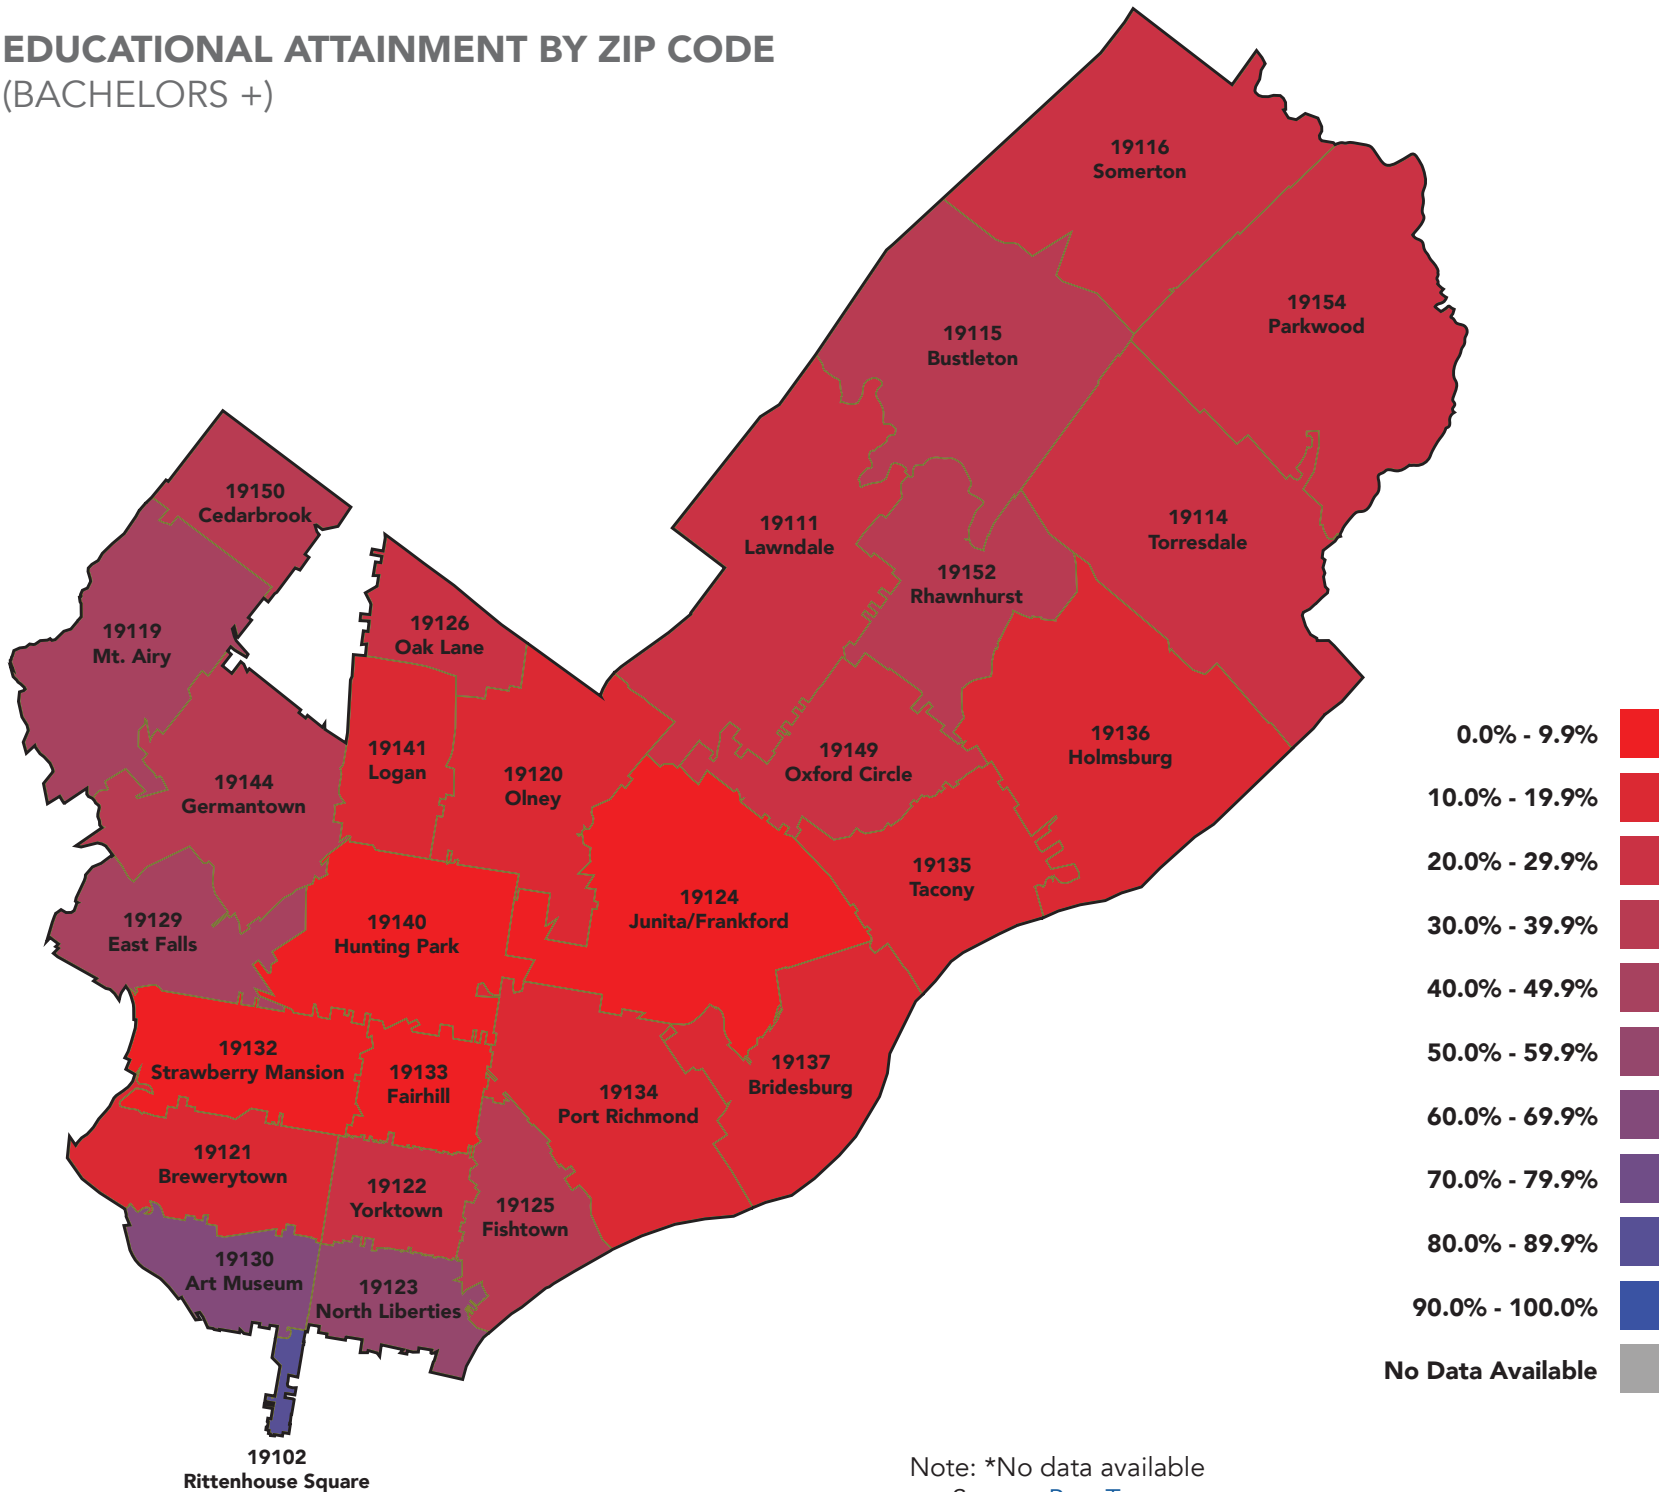 EDUCATIONAL ATTAINMENT BY ZIP CODE
(BACHELORS +)
19116
Somerton
19154
Parkwood
19115
Bustleton
19150
Cedarbrook
19111
Lawndale
19114
Torresdale
19152
Rhawnhurst
19119
Mt. Airy
19126
Oak Lane
19141
Logan
19120
Olney
19149
Oxford Circle
19136
Holmsburg
19144
Germantown
19135
Tacony
19124
Junita/Frankford
19129
East Falls
19140
Hunting Park
19132
Strawberry Mansion
19133
Fairhill
19137
Bridesburg
19134
Port Richmond
19121
Brewerytown
19122
Yorktown
19125
Fishtown
19130
Art Museum
19123
North Liberties
19102
Rittenhouse Square
0.0% - 9.9%
10.0% - 19.9%
20.0% - 29.9%
30.0% - 39.9%
40.0% - 49.9%
50.0% - 59.9%
60.0% - 69.9%
70.0% - 79.9%
80.0% - 89.9%
90.0% - 100.0%
No Data Available
Note: *No data available